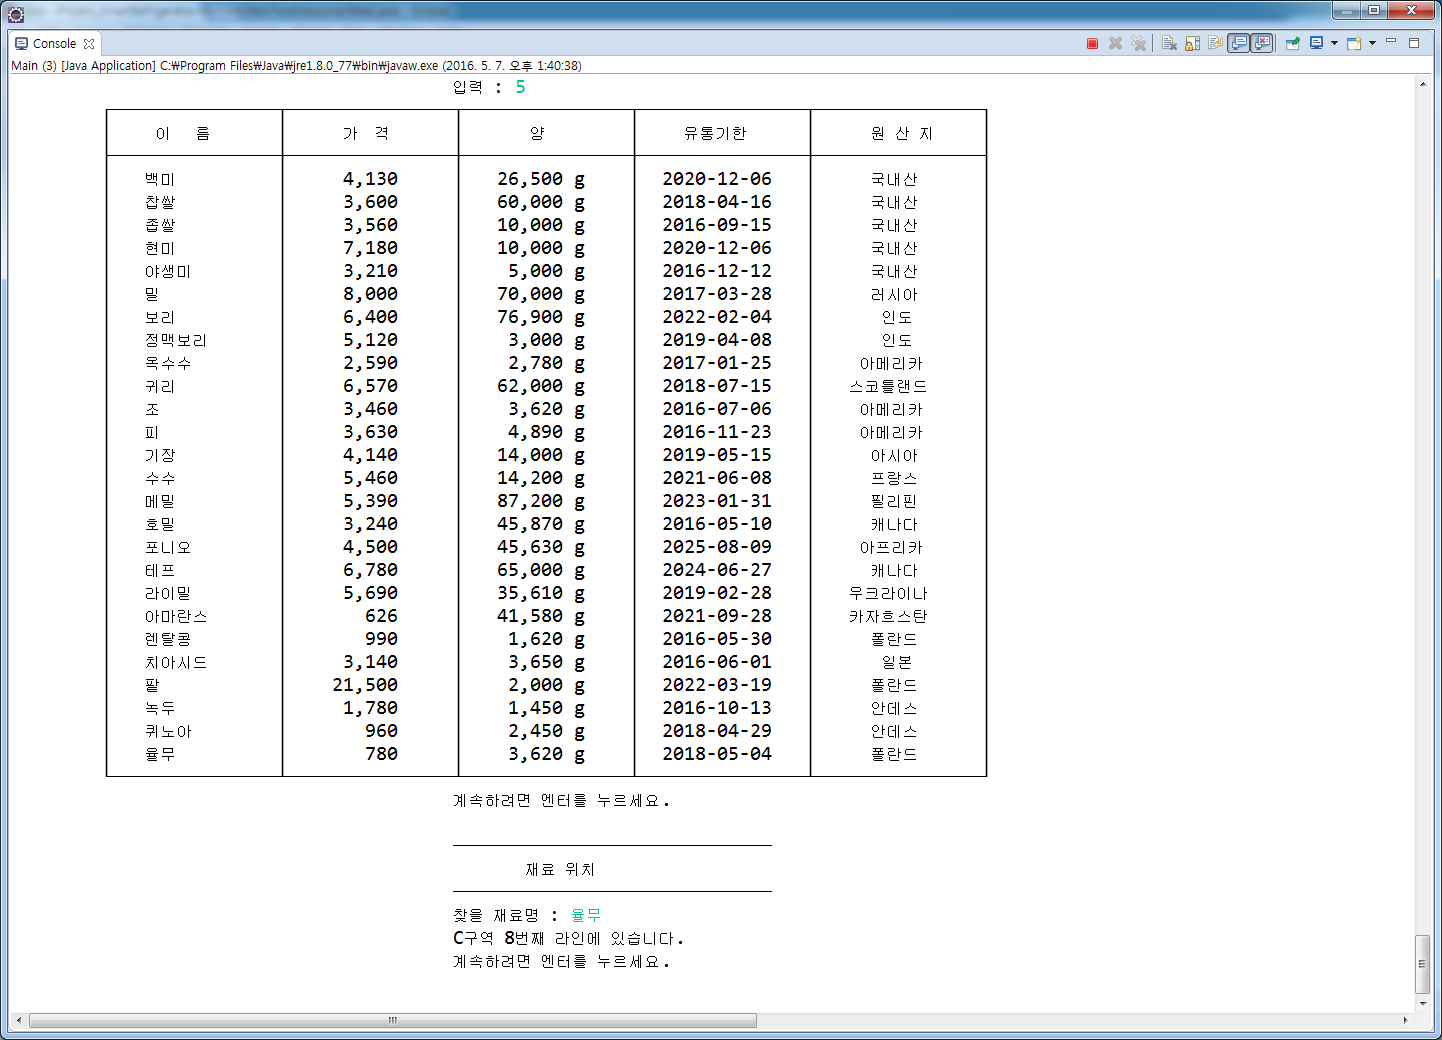 Console
Main (3) [Java Application] C:₩Program Files₩Java₩jre1.8.0_77₩bin₩javaw.exe (2016. 5. 7. 오후 1:40:38)
입력 : 5
이 름 가 격 양 유통기한 원 산 지
백미 4,130 26,500 g 2020-12-06 국내산
찹쌀 3,600 60,000 g 2018-04-16 국내산
좁쌀 3,560 10,000 g 2016-09-15 국내산
현미 7,180 10,000 g 2020-12-06 국내산
야생미 3,210 5,000 g 2016-12-12 국내산
밀 8,000 70,000 g 2017-03-28 러시아
보리 6,400 76,900 g 2022-02-04 인도
정맥보리 5,120 3,000 g 2019-04-08 인도
옥수수 2,590 2,780 g 2017-01-25 아메리카
귀리 6,570 62,000 g 2018-07-15 스코틀랜드
조 3,460 3,620 g 2016-07-06 아메리카
피 3,630 4,890 g 2016-11-23 아메리카
기장 4,140 14,000 g 2019-05-15 아시아
수수 5,460 14,200 g 2021-06-08 프랑스
메밀 5,390 87,200 g 2023-01-31 필리핀
호밀 3,240 45,870 g 2016-05-10 캐나다
포니오 4,500 45,630 g 2025-08-09 아프리카
테프 6,780 65,000 g 2024-06-27 캐나다
라이밀 5,690 35,610 g 2019-02-28 우크라이나
아마란스 626 41,580 g 2021-09-28 카자흐스탄
렌탈콩 990 1,620 g 2016-05-30 폴란드
치아시드 3,140 3,650 g 2016-06-01 일본
팥 21,500 2,000 g 2022-03-19 폴란드
녹두 1,780 1,450 g 2016-10-13 안데스
퀴노아 960 2,450 g 2018-04-29 안데스
율무 780 3,620 g 2018-05-04 폴란드
계속하려면 엔터를 누르세요.
재료 위치
찾을 재료명 : 율무
C구역 8번째 라인에 있습니다.
계속하려면 엔터를 누르세요.